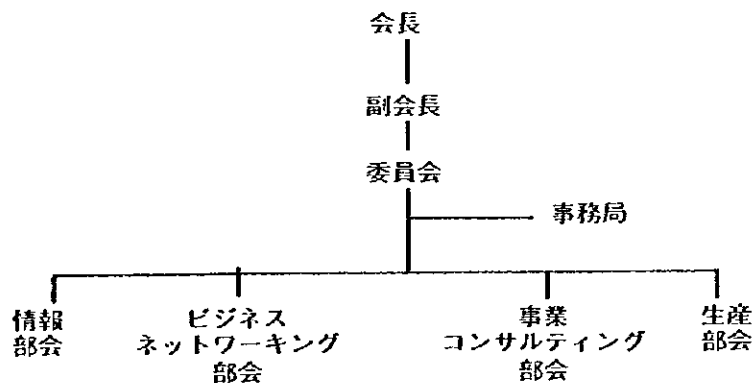 会長
副会長
委員会
事務局
情報
部会
ビジネス
ネットワーキング
部会
事業
コンサルティング
部会
生産
部会